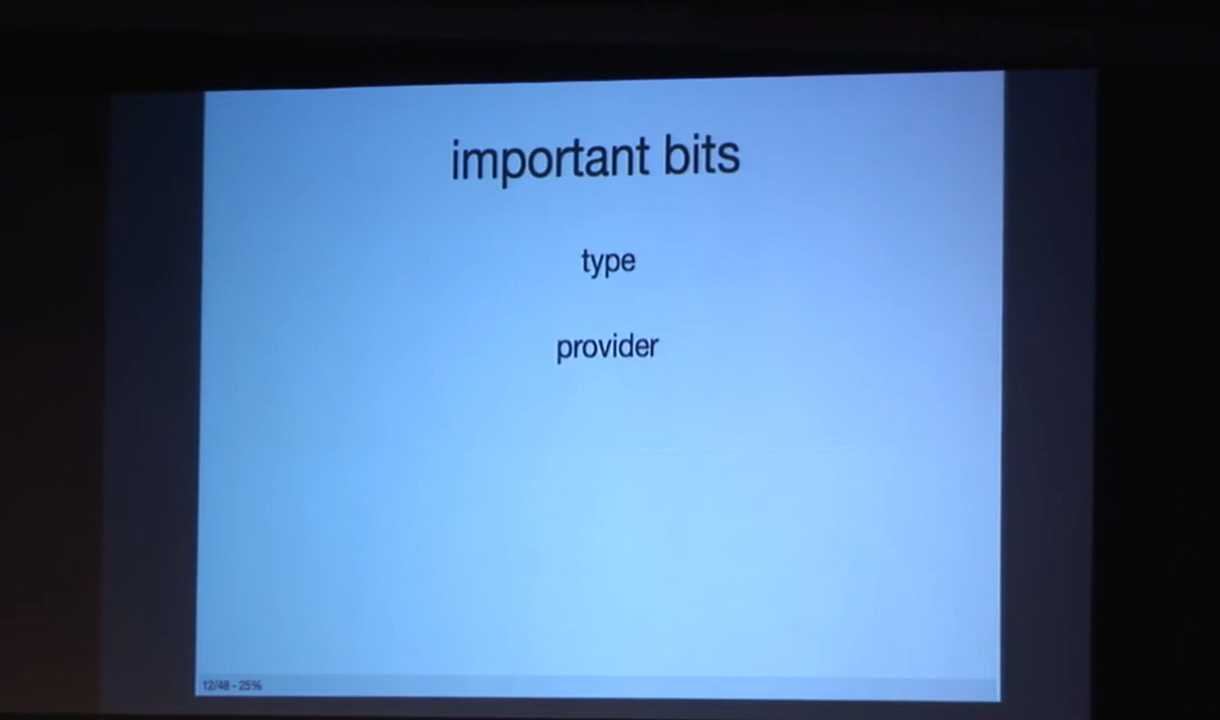 important bits
type
provider
12/48 - 25%